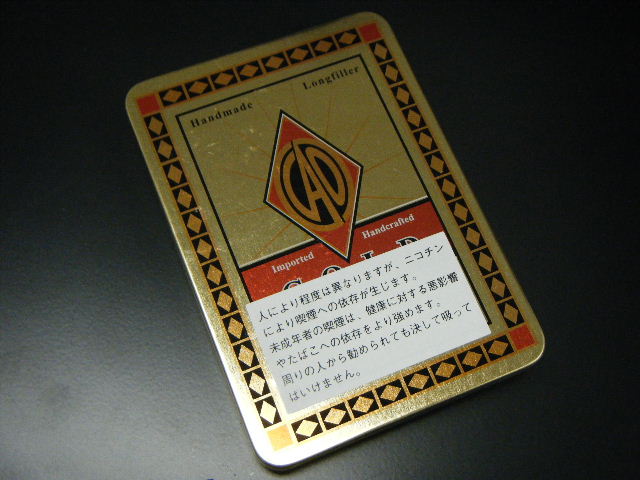 Handmade
Longfiller
CAO
Imported
Handcrafted
GOLD
人により程度は異なりますが、ニコチン
により喫煙への依存が生じます。
未成年者の喫煙は、健康に対する悪影響
やたばこへの依存をより強めます。
周りの人から勧められても決して吸って
はいけません。